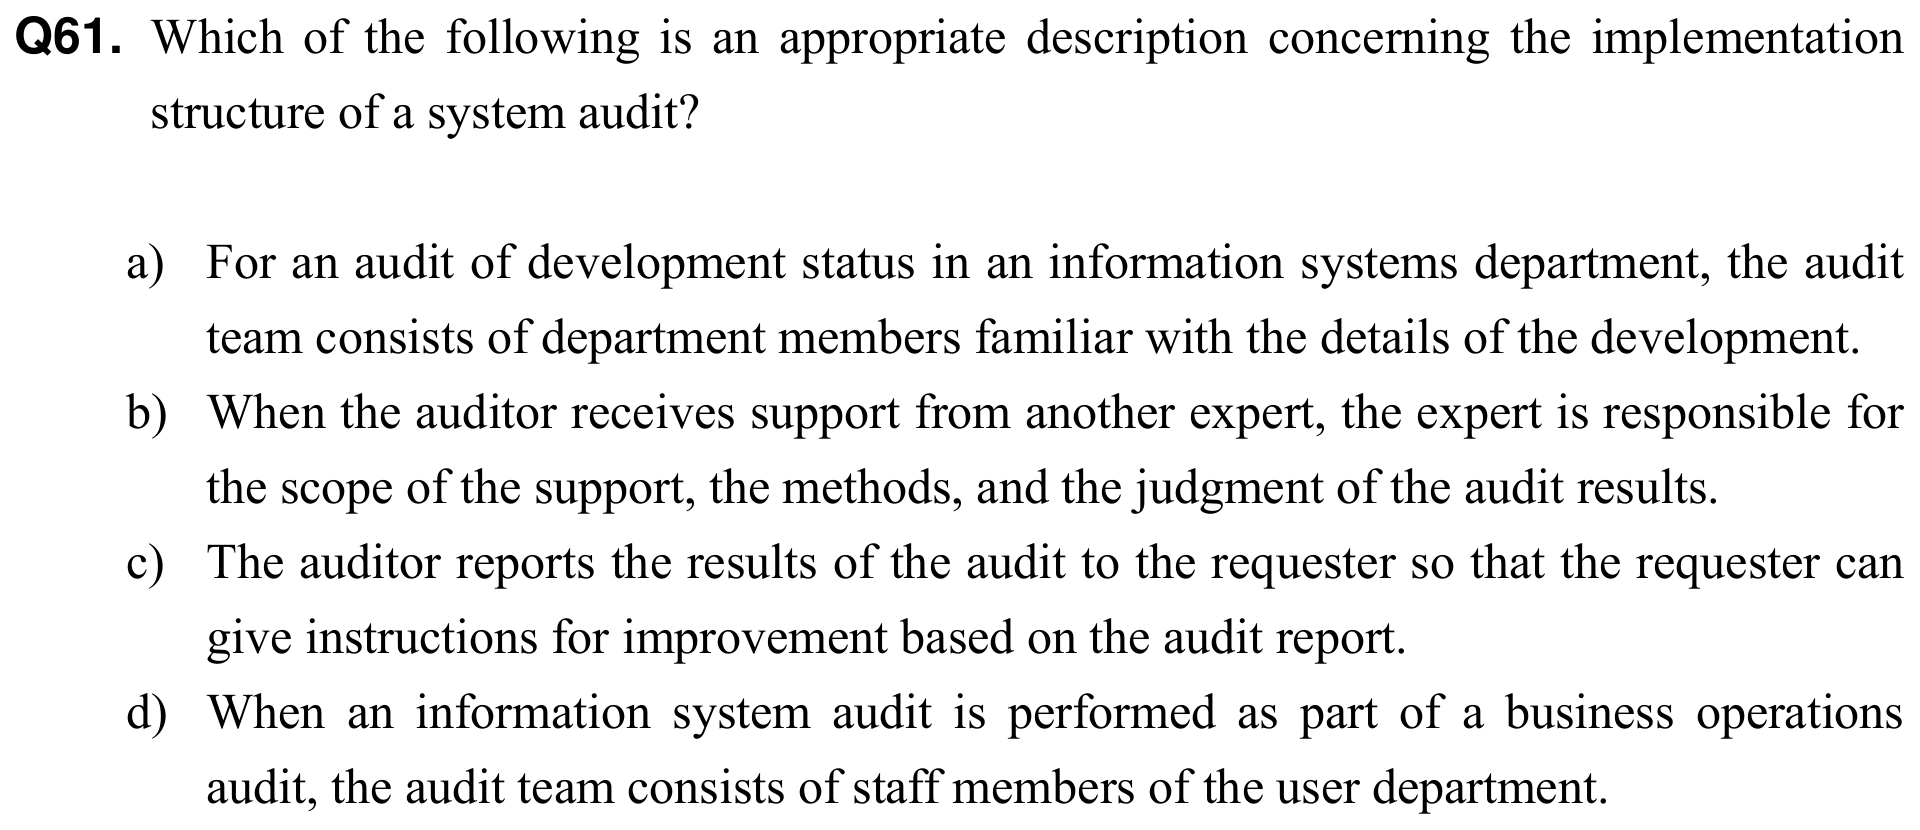 Q61. Which of the following is an appropriate description concerning the implementation
structure of a system audit?
a) For an audit of development status in an information systems department, the audit
team consists of department members familiar with the details of the development.
b) When the auditor receives support from another expert, the expert is responsible for
the scope of the support, the methods, and the judgment of the audit results.
c) The auditor reports the results of the audit to the requester so that the requester can
give instructions for improvement based on the audit report.
d) When an information system audit is performed as part of a business operations
audit, the audit team consists of staff members of the user department.